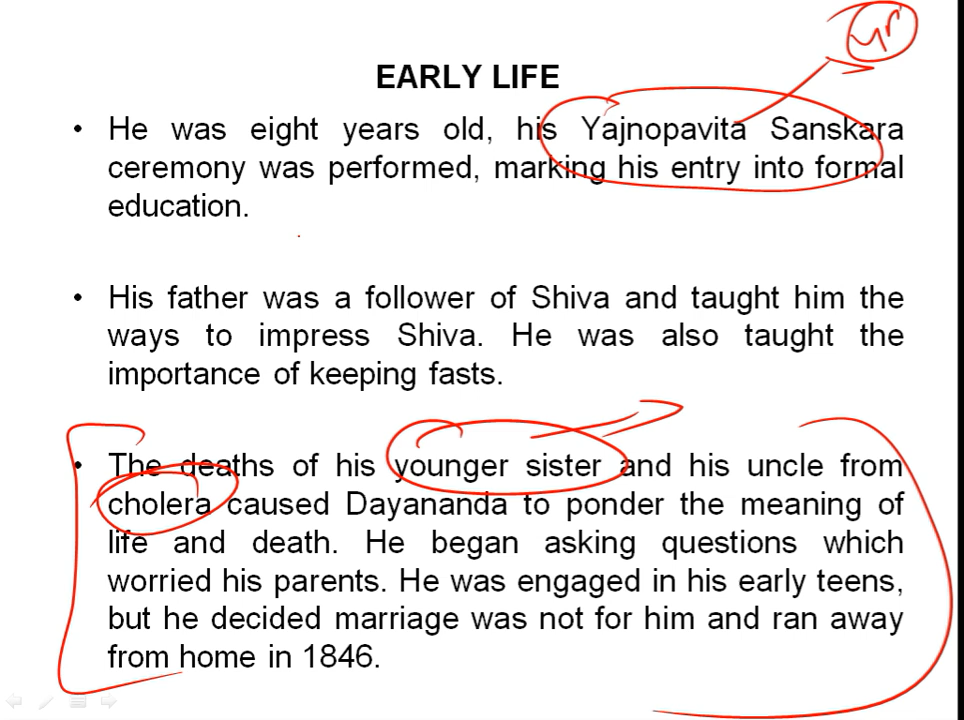 EARLY LIFE
• He was eight years old, his Yajnopavita Sanskara
ceremony was performed, marking his entry into formal
education.
• His father was a follower of Shiva and taught him the
ways to impress Shiva. He was also taught the
importance of keeping fasts.
• The deaths of his younger sister and his uncle from
cholera caused Dayananda to ponder the meaning of
life and death. He began asking questions which
worried his parents. He was engaged in his early teens,
but he decided marriage was not for him and ran away
from home in 1846.